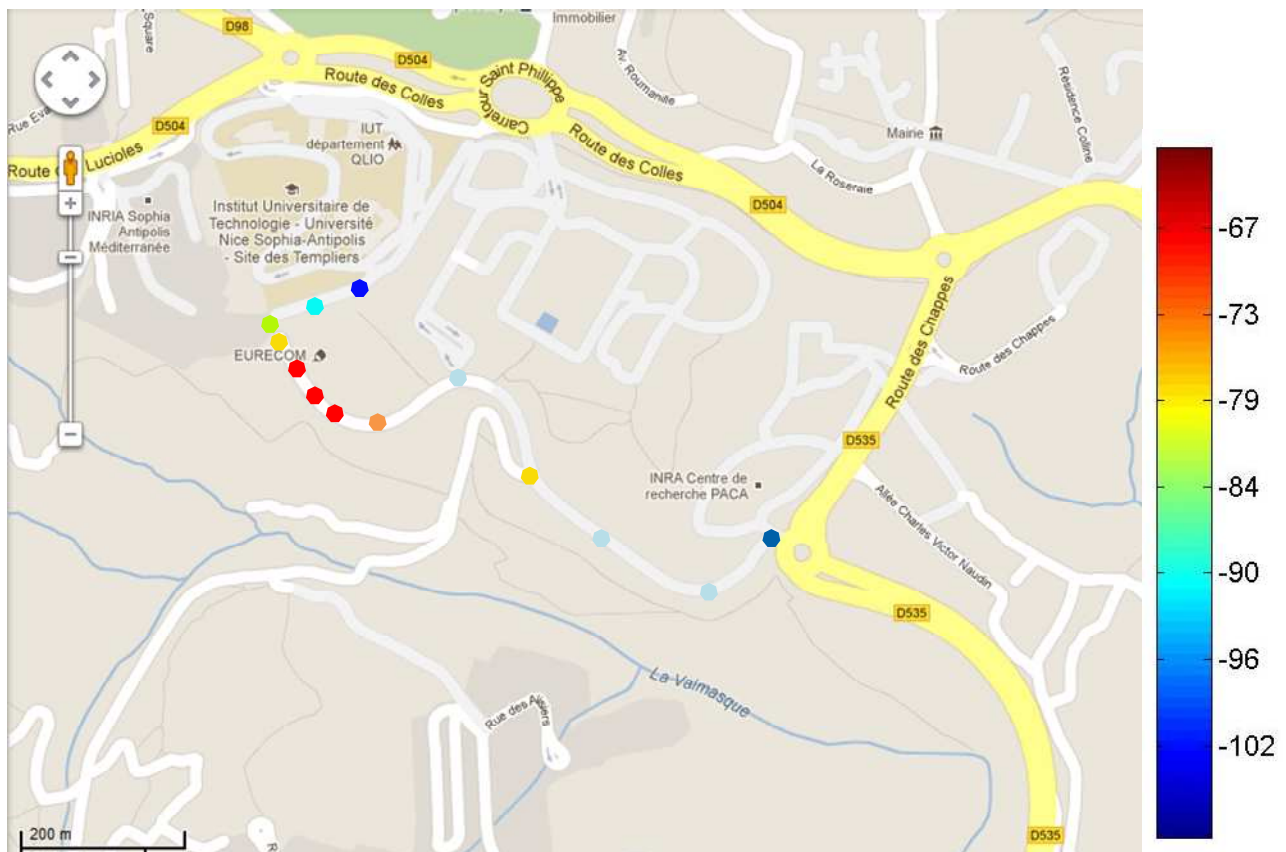 Square
D98
Immobilier
D504
Route des Colles
Carrefour Saint Phillippe
Av. Roumanille
Résidence Colline
Rue Eva
D504
IUT
département
QLIO
Route des Colles
Mairie
Route
Lucioles
La Roseraie
D504
INRIA Sophia
Antipolis
Méditerranée
Institut Universitaire de
Technologie - Université
Nice Sophia-Antipolis
- Site des Templiers
Route des Chappes
Route des Chappes
EURECOM
D535
INRA Centre de
recherche PACA
Allée Charles Victor Naudin
D535
La Valmasque
Rue des
200 m
D535
-67
-73
-79
-84
-90
-96
-102